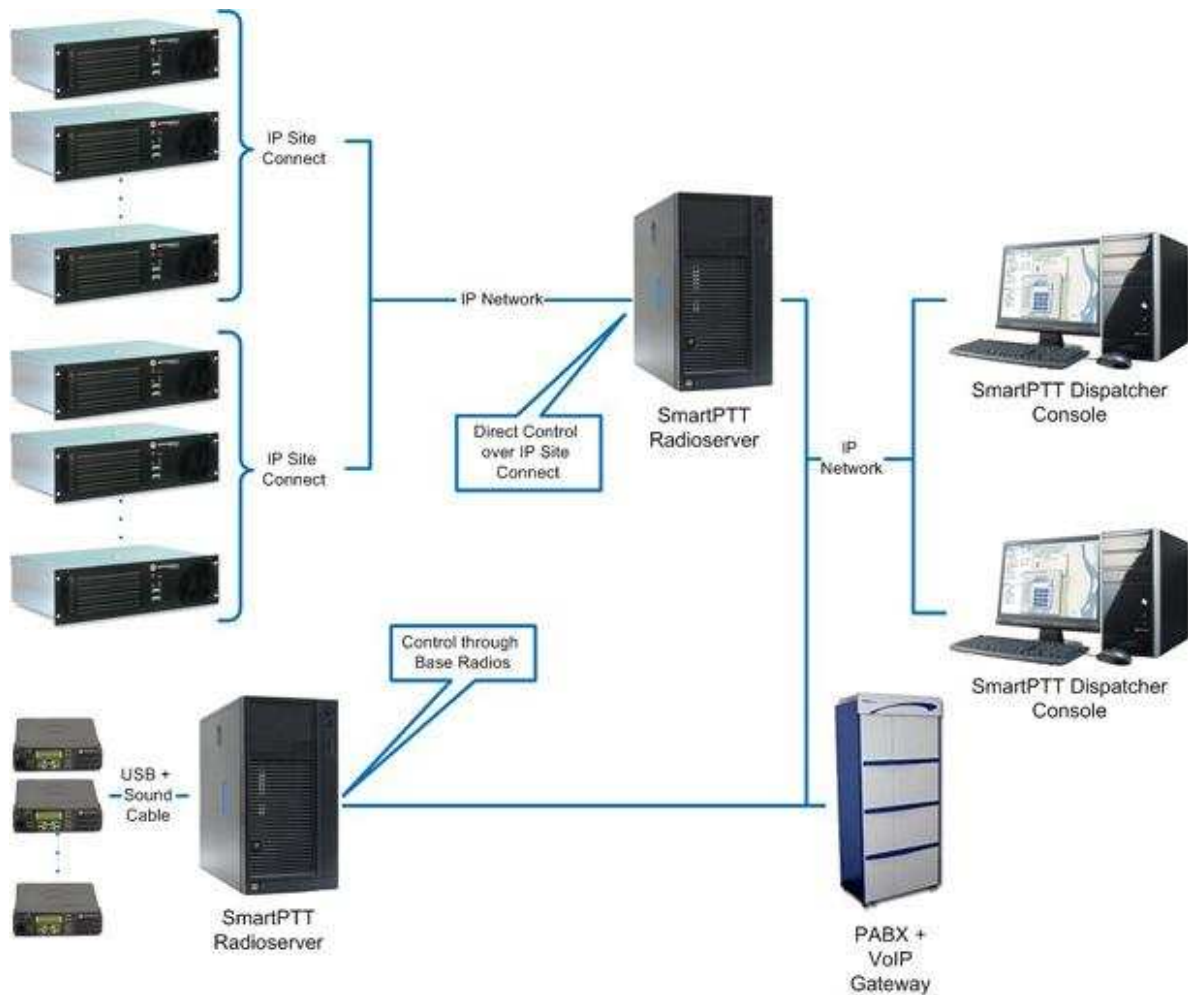 IP Site
Connect
IP Network
SmartPTT
Radioserver
Direct Control
over IP Site
Connect
SmartPTT Dispatcher
Console
IP Site
Connect
IP
Network
SmartPTT Dispatcher
Console
Control through
Base Radios
USB +
Sound
Cable
SmartPTT
Radioserver
PABX +
VoIP
Gateway